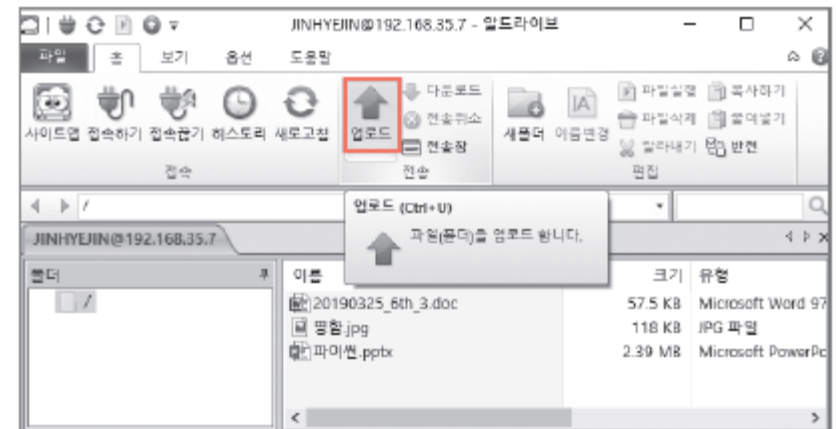 JINHYEJIN@192.168.35.7 - 알드라이브
파일 홈 보기 옵션 도움말
사이트맵 접속하기 접속끊기 히스토리 새로고침 업로드 다운로드 전송취소 전송창 새폴더 이름변경 파일실행 파일삭제 잘라내기 복사하기 붙여넣기 반전
접속 전송 편집
/
업로드 (Ctrl+U)
파일(폴더)을 업로드 합니다.
JINHYEJIN@192.168.35.7
폴더 이름 크기 유형
/
20190325_6th_3.doc 57.5 KB Microsoft Word 97
명함.jpg 118 KB JPG 파일
파이썬.pptx 2.39 MB Microsoft PowerPo